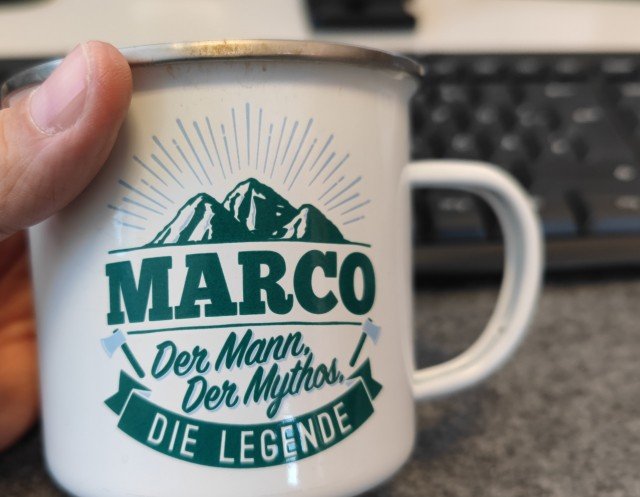 MARCO
Der Mann.
Der Mythos.
DIE LEGENDE